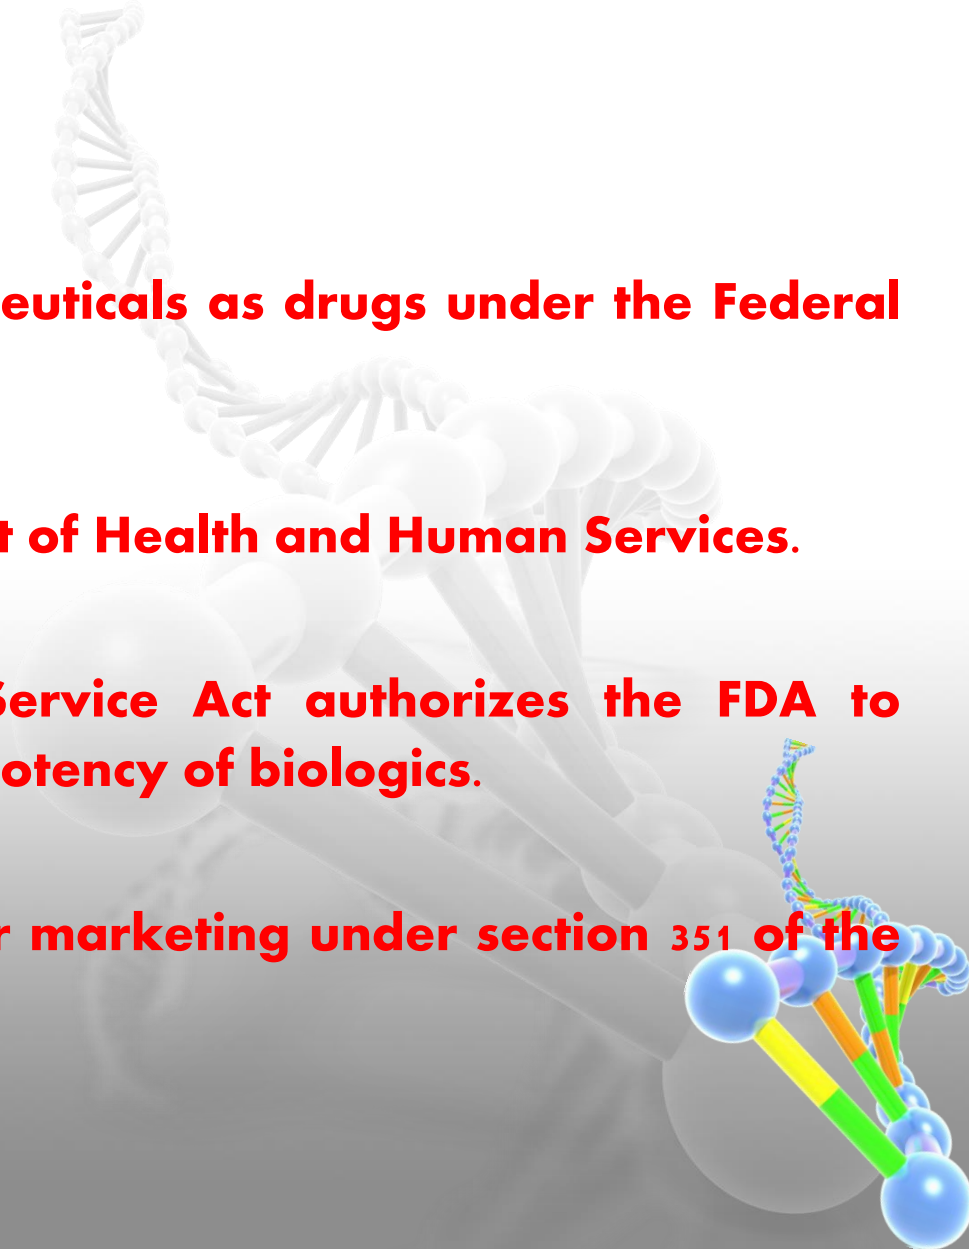 euticals as drugs under the Federal
t of Health and Human Services.
Service Act authorizes the FDA to
otency of biologics.
r marketing under section 351 of the